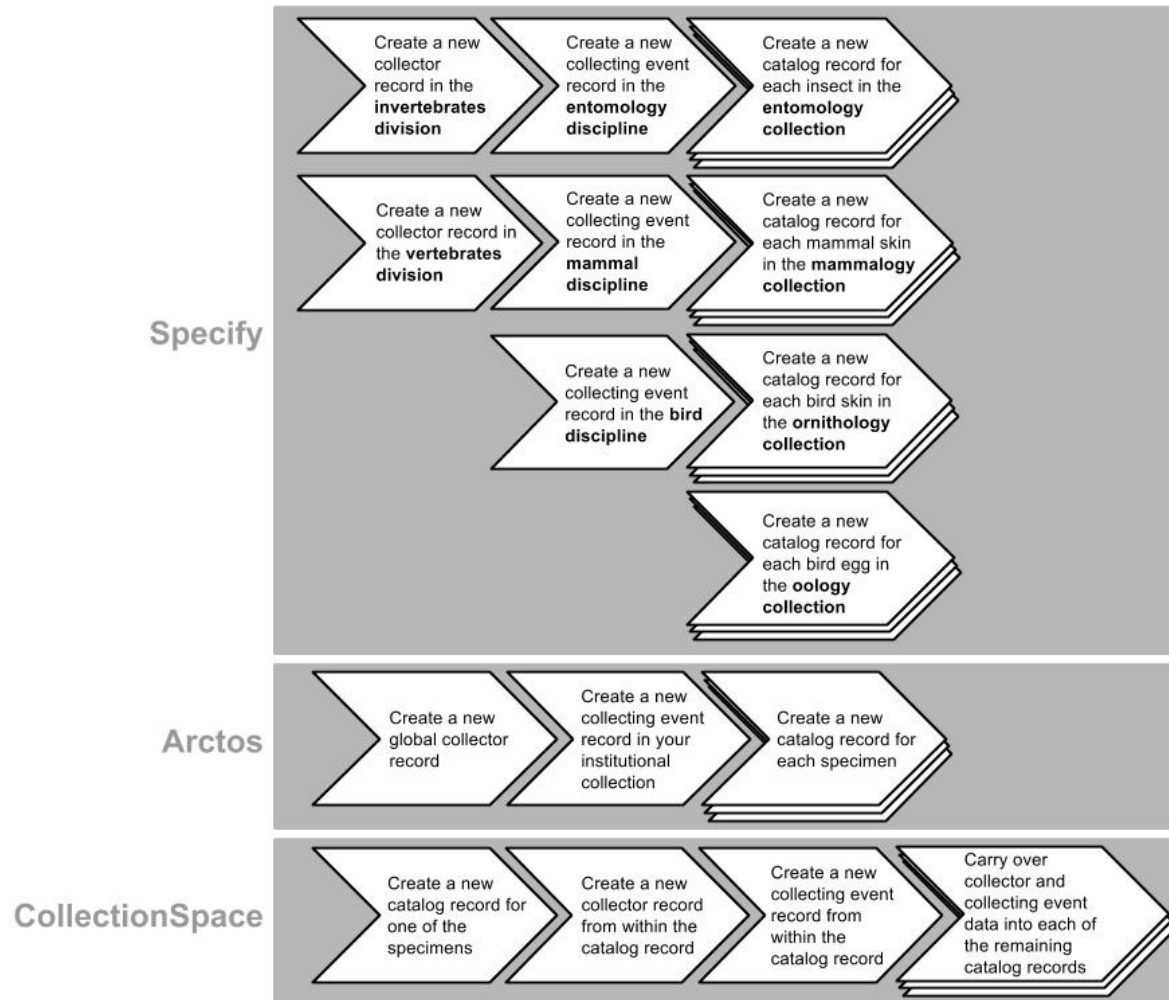 Specify
Create a new
collector
record in the
invertebrates
division
Create a new
collecting event
record in the
entomology
discipline
Create a new
catalog record for
each insect in the
entomology
collection
Create a new
collector record in
the vertebrates
division
Create a new
collecting event
record in the
mammal
discipline
Create a new
catalog record for
each mammal skin
in the mammalogy
collection
Create a new
collecting event
record in the bird
discipline
Create a new
catalog record for
each bird skin in
the ornithology
collection
Create a new
catalog record for
each bird egg in
the oology
collection
Arctos
Create a new
global collector
record
Create a new
collecting event
record in your
institutional
collection
Create a new
catalog record for
each specimen
CollectionSpace
Create a new
catalog record for
one of the
specimens
Create a new
collector record
from within the
catalog record
Create a new
collecting event
record from
within the
catalog record
Carry over
collector and
collecting event
data into each of
the remaining
catalog records